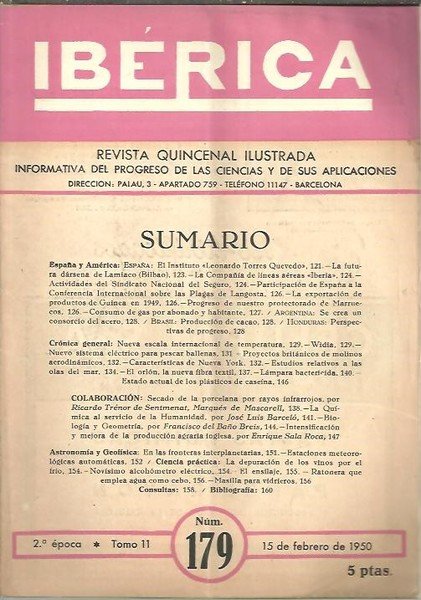 IBÉRICA
REVISTA QUINCENAL ILUSTRADA
INFORMATIVA DEL PROGRESO DE LAS CIENCIAS Y DE SUS APLICACIONES
DIRECCION: PALAU, 3 - APARTADO 759 - TELÉFONO 11147 - BARCELONA
SUMARIO
España y América: ESPAÑA: El Instituto «Leonardo Torres Quevedo», 121.—La futu-
ra dársena de Lamiaco (Bilbao), 123.—La Compañía de líneas aéreas «Iberia», 124.—
Actividades del Sindicato Nacional del Seguro, 124.—Participación de España a la
Conferencia Internacional sobre las Plagas de Langosta, 126.—La exportación de
productos de Guinea en 1949, 126.—Progreso de nuestro protectorado de Marrue-
cos, 126.—Consumo de gas por abonado y habitante, 127. / ARGENTINA: Se crea un
consorcio del acero, 128. / BRASIL: Producción de cacao, 128. / HONDURAS: Perspec-
tivas de progreso, 128
Crónica general: Nueva escala internacional de temperatura, 129.—Widia, 129.—
Nuevo sistema eléctrico para pescar ballenas, 131.—Proyectos británicos de molinos
aerodinámicos, 132.—Características de Nueva York, 132.—Estudios relativos a las
olas del mar, 134.—El orlón, la nueva fibra textil, 137.—Lámpara bactericida, 140.—
Estado actual de los plásticos de caseína, 146
COLABORACIÓN: Secado de la porcelana por rayos infrarrojos, por
Ricardo Trénor de Sentmenat, Marqués de Mascarell, 138.—La Quí-
mica al servicio de la Humanidad, por José Luis Barceló, 141.—Bio-
logía y Geometría, por Francisco del Baño Breis, 144.—Intensificación
y mejora de la producción agraria inglesa, por Enrique Sala Roca, 147
Astronomía y Geofísica: En las fronteras interplanetarias, 151.—Estaciones meteoro-
lógicas automáticas, 152 / Ciencia práctica: La depuración de los vinos por el
frío, 154.—Novísimo alcohómetro eléctrico, 154.—El ensilaje, 155.—Ratonera que
emplea agua como cebo, 156.—Masilla para vidrieros, 156
Consultas: 158. / Bibliografía: 160
2.ª época * Tomo 11
Núm.
179
15 de febrero de 1950
5 ptas.